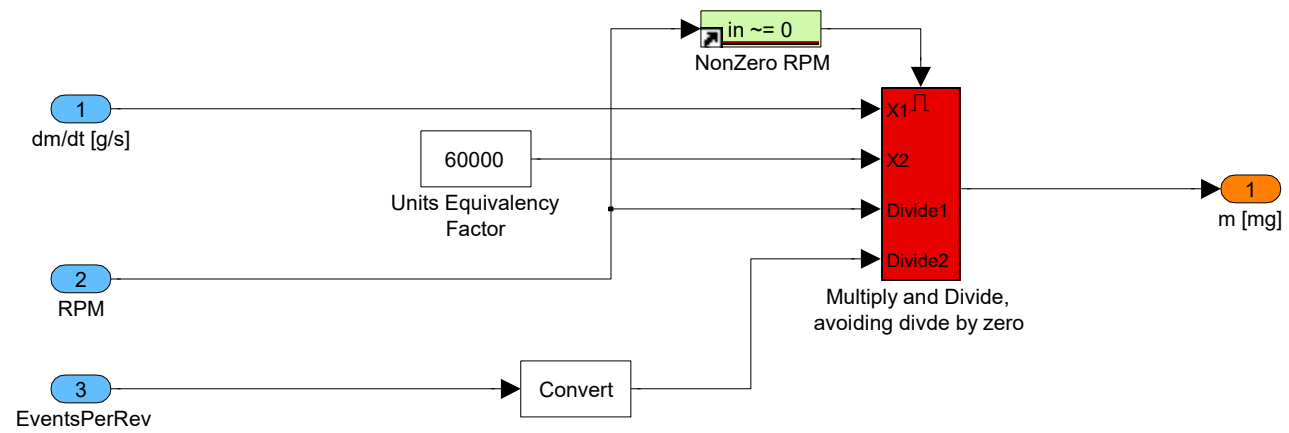 in ~= 0
NonZero RPM
1
dm/dt [g/s]
X1
60000
X2
Units Equivalency
Factor
Divide1
1
m [mg]
2
RPM
Divide2
Multiply and Divide,
avoiding divde by zero
3
EventsPerRev
Convert